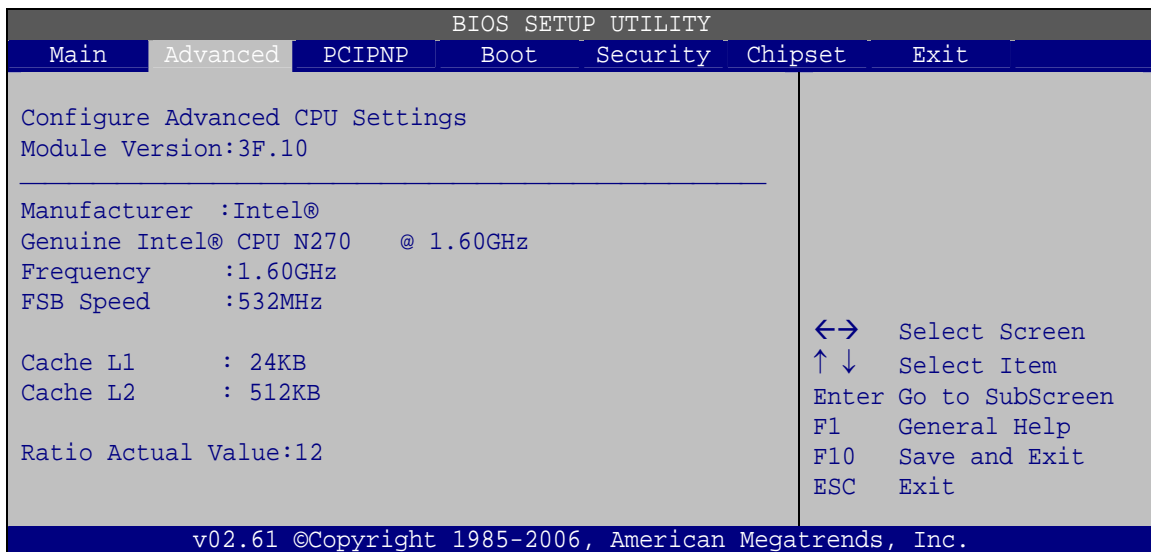 BIOS SETUP UTILITY
Main Advanced PCIPNP Boot Security Chipset Exit
Configure Advanced CPU Settings
Module Version:3F.10
Manufacturer :Intel®
Genuine Intel® CPU N270 @ 1.60GHz
Frequency :1.60GHz
FSB Speed :532MHz
Cache L1 : 24KB
Cache L2 : 512KB
Ratio Actual Value:12
←→ Select Screen
↑ ↓ Select Item
Enter Go to SubScreen
F1 General Help
F10 Save and Exit
ESC Exit
v02.61 ©Copyright 1985-2006, American Megatrends, Inc.